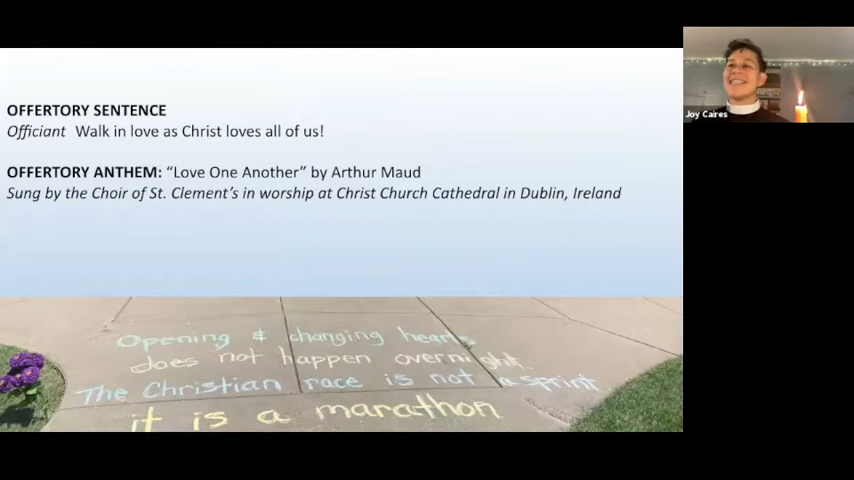 OFFERTORY SENTENCE
Officiant Walk in love as Christ loves all of us!
OFFERTORY ANTHEM: “Love One Another” by Arthur Maud
Sung by the Choir of St. Clement’s in worship at Christ Church Cathedral in Dublin, Ireland
Opening & changing hearts
does not happen overnight.
The Christian race is not a sprint
it is a marathon
Joy Caires